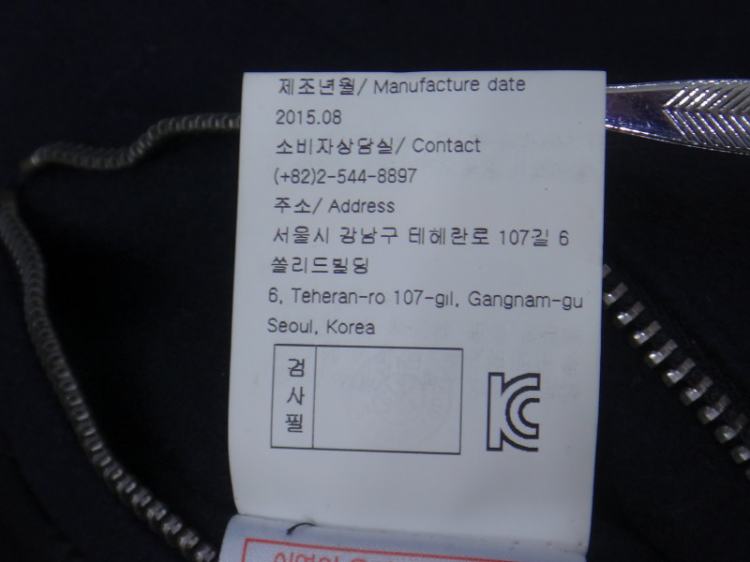 제조년월/ Manufacture date
2015.08
소비자상담실/ Contact
(+82)2-544-8897
주소/ Address
서울시 강남구 테헤란로 107길 6
쏠리드빌딩
6, Teheran-ro 107-gil, Gangnam-gu
Seoul, Korea
검
사
필
KC